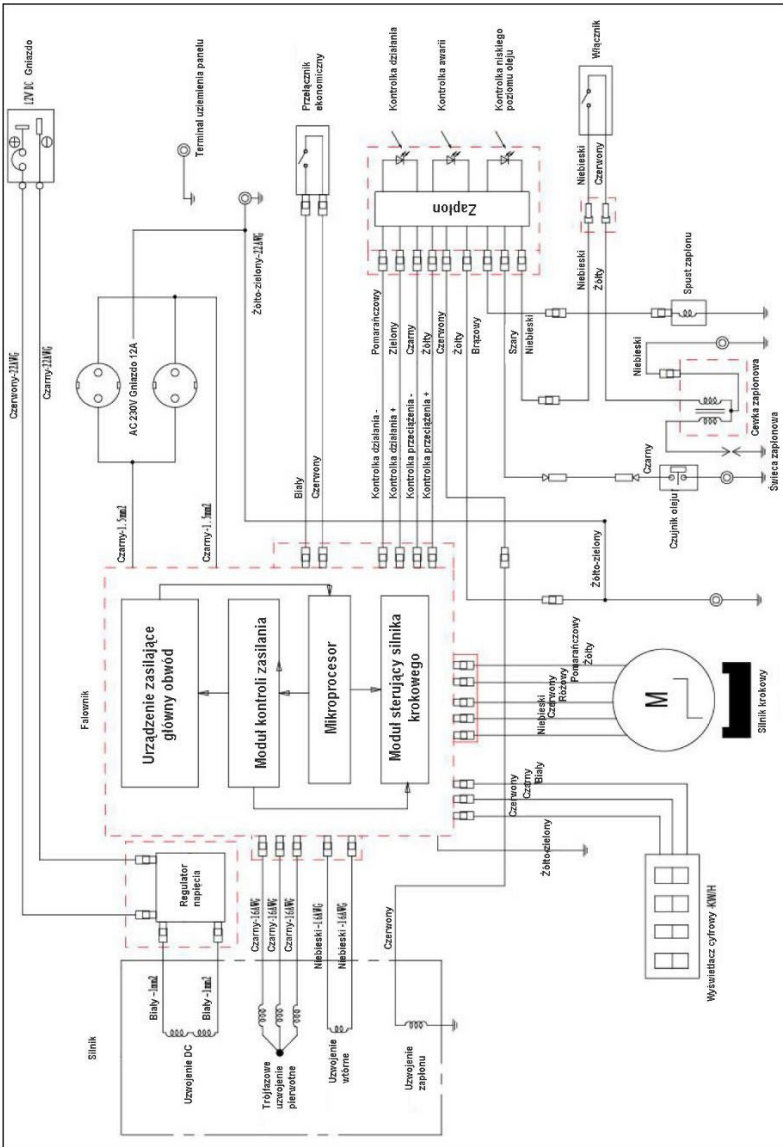 Silnik
Uzwojenie DC
Biały -1mm2
Biały -1mm2
Trójfazowe
uzwojenie
pierwotne
Czarny-16AWG
Czarny-16AWG
Czarny-16AWG
Uzwojenie
wtórne
Niebieski-16AWG
Niebieski-16AWG
Uzwojenie
zapłonu
Czerwony
Regulator
napięcia
Czerwony-22AWG
Czarny-22AWG
12V DC Gniazdo
Falownik
Urządzenie zasilające
główny obwód
Moduł kontroli zasilania
Mikroprocesor
Moduł sterujący silnika
krokowego
Czarny-1,5mm2
Czarny-1,5mm2
AC 230V Gniazdo 12A
Terminal uziemienia panelu
Żółto-zielony-22AWG
Przełącznik
ekonomiczny
Biały
Czerwony
Kontrolka działania
Kontrolka awarii
Kontrolka niskiego
poziomu oleju
Zapłon
Pomarańczowy
Zielony
Czarny
Żółty
Czerwony
Żółty
Brązowy
Szary
Niebieski
Kontrolka działania -
Kontrolka działania +
Kontrolka przeciążenia -
Kontrolka przeciążenia +
Włącznik
Niebieski
Czerwony
Niebieski
Żółty
Spust zapłonu
Niebieski
Cewka zapłonowa
Świeca zapłonowa
Czarny
Czujnik oleju
Żółto-zielony
Niebieski
Czerwony
Różowy
Pomarańczowy
Żółty
M
Silnik krokowy
Czerwony
Czarny
Biały
Żółto-zielony
Wyświetlacz cyfrowy -KW/H